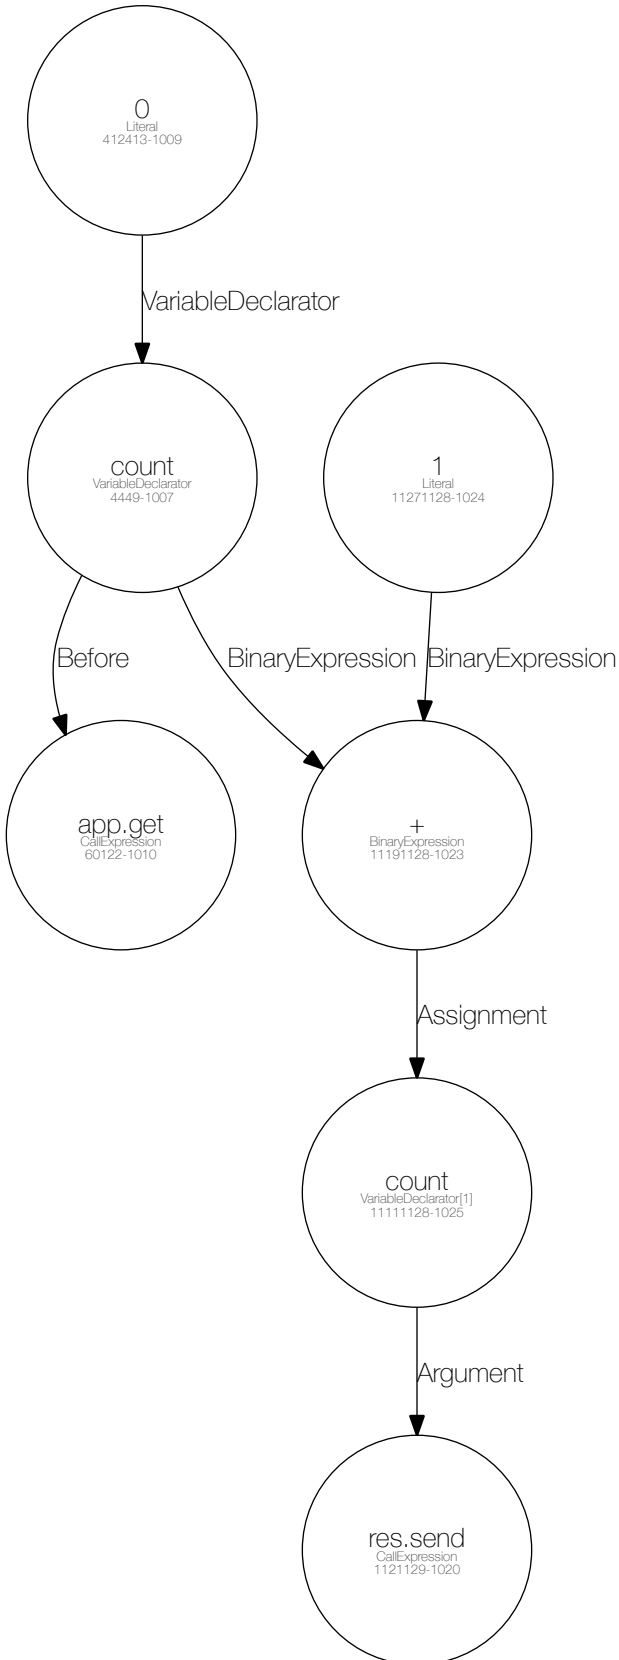 0
Literal
412413-1009
VariableDeclarator
count
VariableDeclarator
4449-1007
1
Literal
11271128-1024
Before
BinaryExpression
BinaryExpression
app.get
CallExpression
60122-1010
+
BinaryExpression
11191128-1023
Assignment
count
VariableDeclarator[1]
11111128-1025
Argument
res.send
CallExpression
1121129-1020